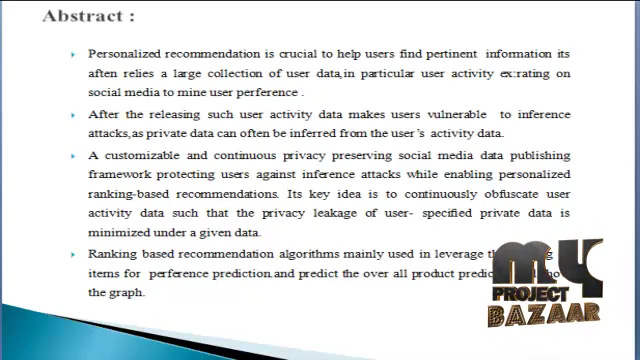 Abstract :
Personalized recommendation is crucial to help users find pertinent information its
aften relies a large collection of user data,in particular user activity ex:rating on
social media to mine user perference .
After the releasing such user activity data makes users vulnerable to inference
attacks,as private data can often be inferred from the user's activity data.
A customizable and continuous privacy preserving social media data publishing
framework protecting users against inference attacks while enabling personalized
ranking-based recommendations. Its key idea is to continuously obfuscate user
activity data such that the privacy leakage of user- specified private data is
minimized under a given data.
Ranking based recommendation algorithms mainly used in leverage
items for perference prediction.and predict the over all product
the graph.
MY
PROJECT
BAZAAR